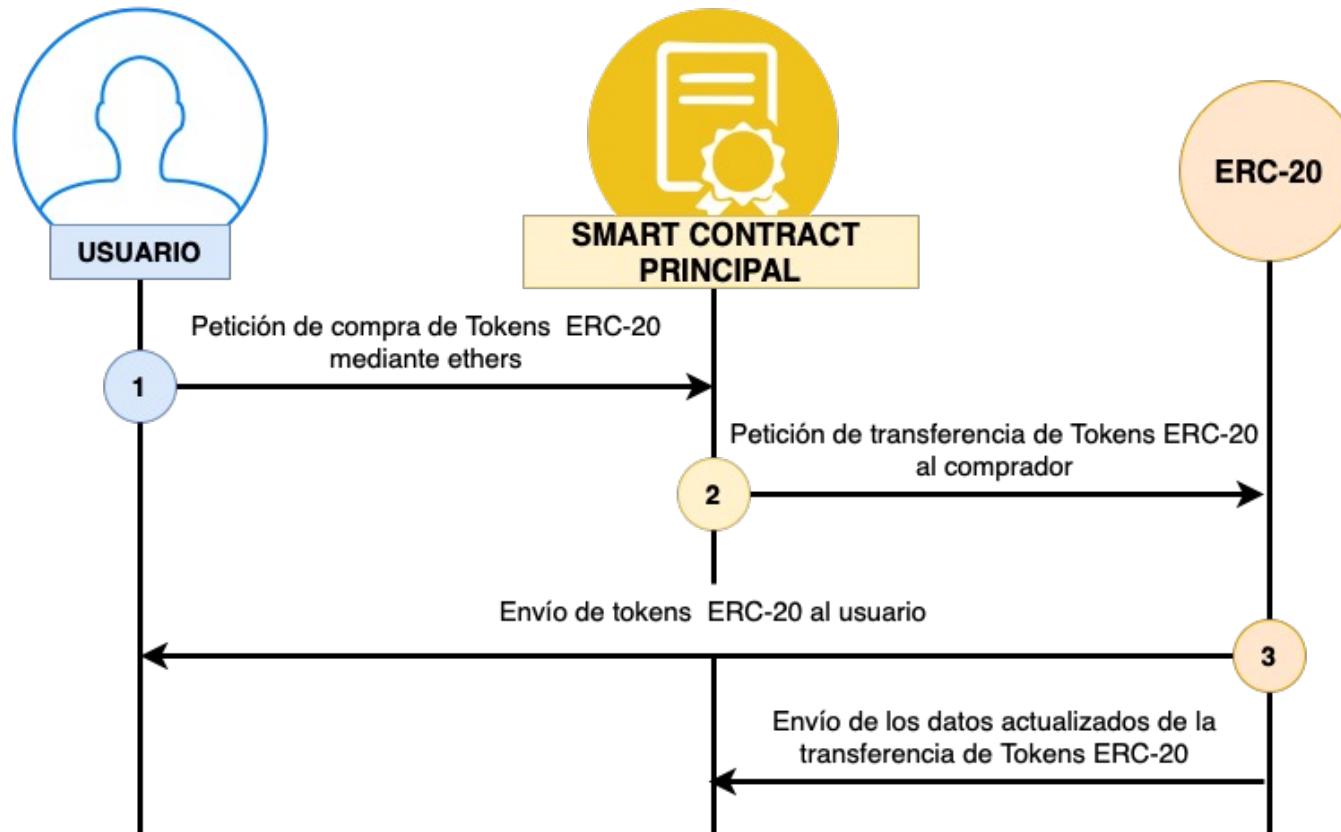 USUARIO
SMART CONTRACT
PRINCIPAL
ERC-20
Petición de compra de Tokens  ERC-20
mediante ethers
1
Petición de transferencia de Tokens ERC-20
al comprador
2
Envío de tokens  ERC-20 al usuario
3
Envío de los datos actualizados de la
transferencia de Tokens ERC-20